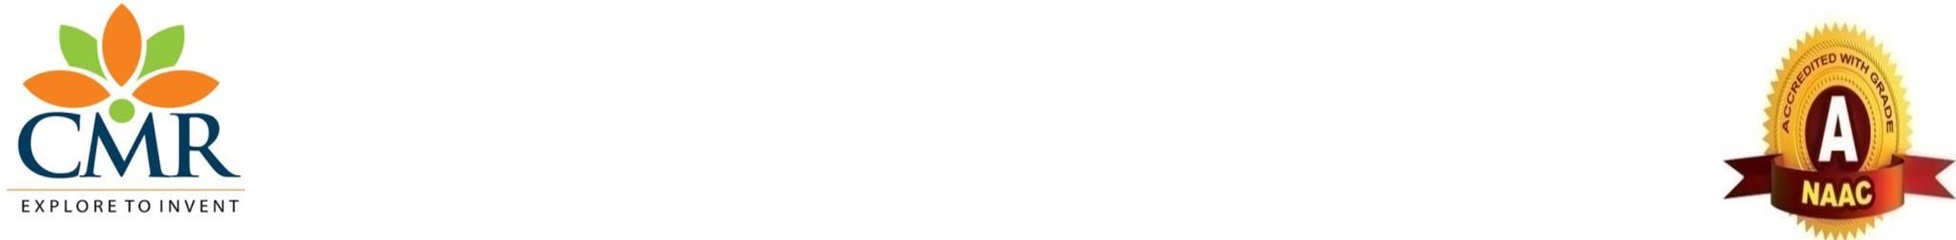 CMR
EXPLORE TO INVENT
ACCREDITED WITH GRADE
A
NAAC